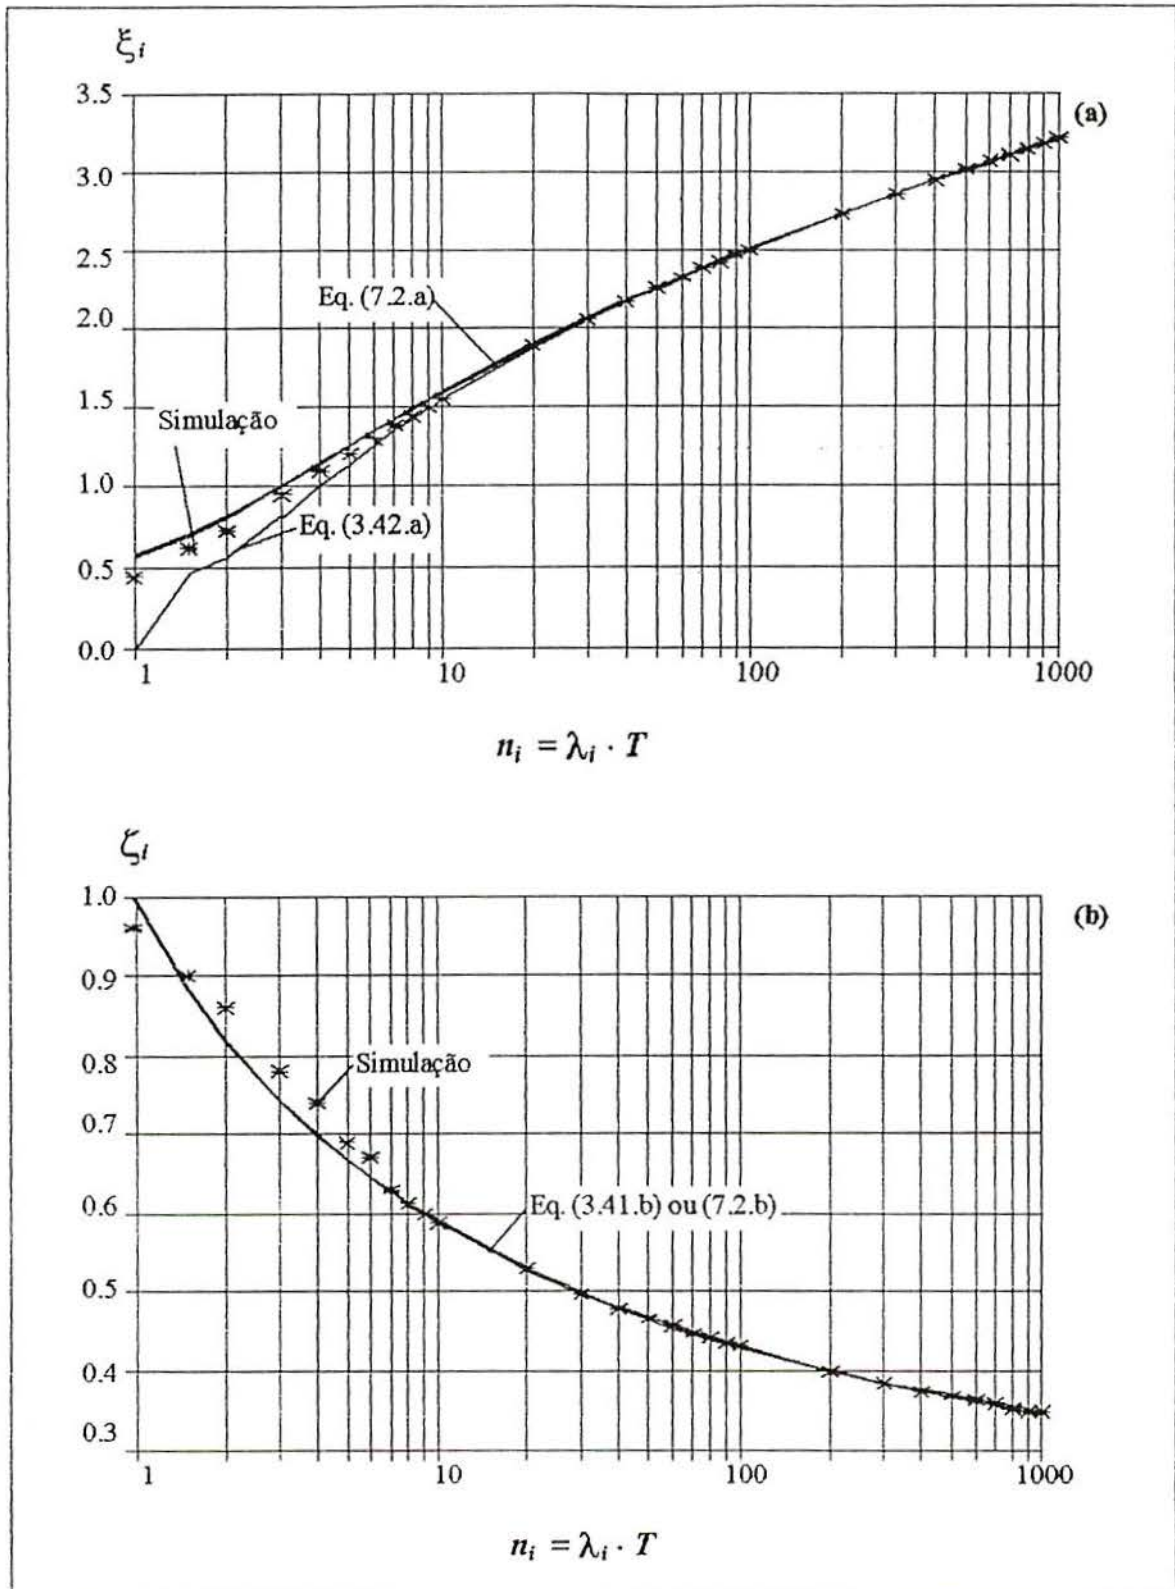 ξi
3.5
(a)
3.0
2.5
Eq. (7.2.a)
2.0
1.5
Simulação
1.0
Eq. (3.42.a)
0.5
0.0
1 10 100 1000
ni = λi · T
ζi
1.0
(b)
0.9
0.8
Simulação
0.7
0.6
Eq. (3.41.b) ou (7.2.b)
0.5
0.4
0.3
1 10 100 1000
ni = λi · T